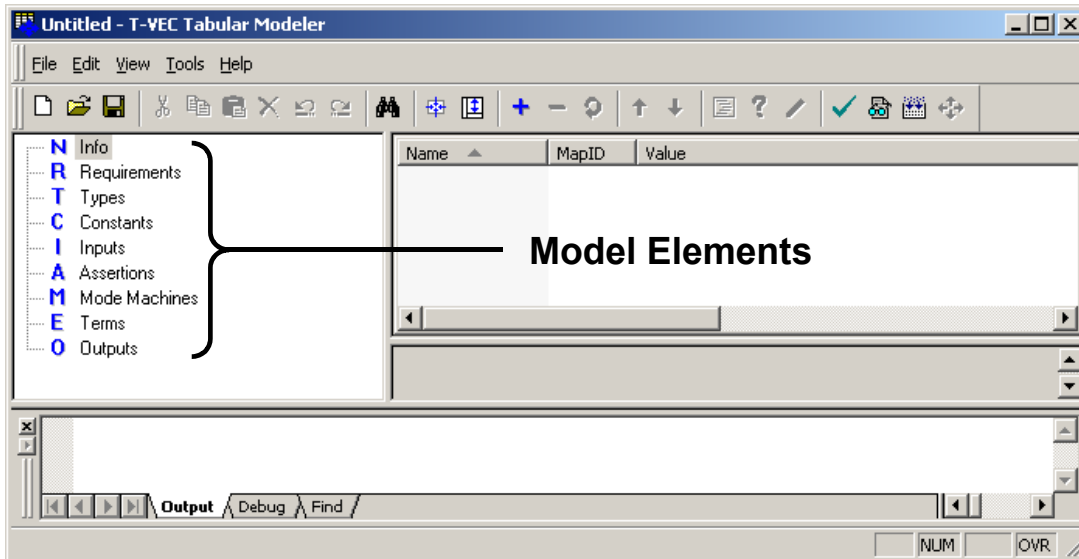 Untitled - T-VEC Tabular Modeler
File Edit View Tools Help
N Info
R Requirements
T Types
C Constants
I Inputs
A Assertions
M Mode Machines
E Terms
O Outputs
Name MapID Value
Model Elements
Output Debug Find
NUM OVR